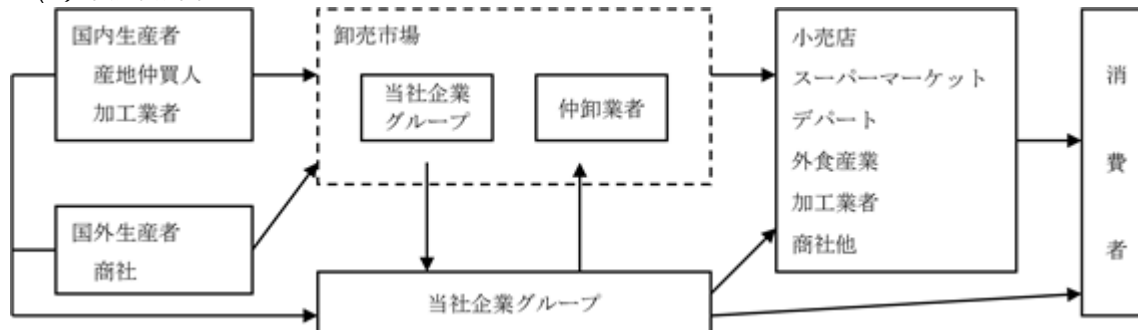 国内生産者
産地仲買人
加工業者
国外生産者
商社
卸売市場
当社企業
グループ
仲卸業者
当社企業グループ
小売店
スーパーマーケット
デパート
外食産業
加工業者
商社他
消
費
者